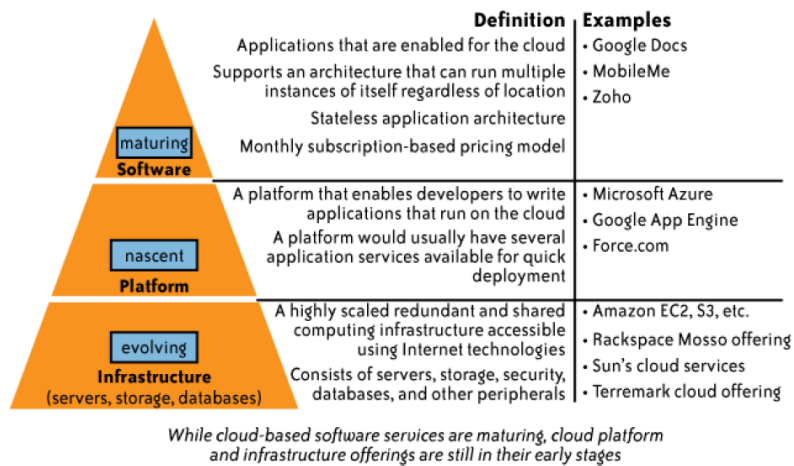 Definition
Examples
Applications that are enabled for the cloud
Supports an architecture that can run multiple
instances of itself regardless of location
Stateless application architecture
Monthly subscription-based pricing model
• Google Docs
• MobileMe
• Zoho
maturing
Software
A platform that enables developers to write
applications that run on the cloud
A platform would usually have several
application services available for quick
deployment
• Microsoft Azure
• Google App Engine
• Force.com
nascent
Platform
A highly scaled redundant and shared
computing infrastructure accessible
using Internet technologies
Consists of servers, storage, security,
databases, and other peripherals
• Amazon EC2, S3, etc.
• Rackspace Mosso offering
• Sun's cloud services
• Terremark cloud offering
evolving
Infrastructure
(servers, storage, databases)
While cloud-based software services are maturing, cloud platform
and infrastructure offerings are still in their early stages